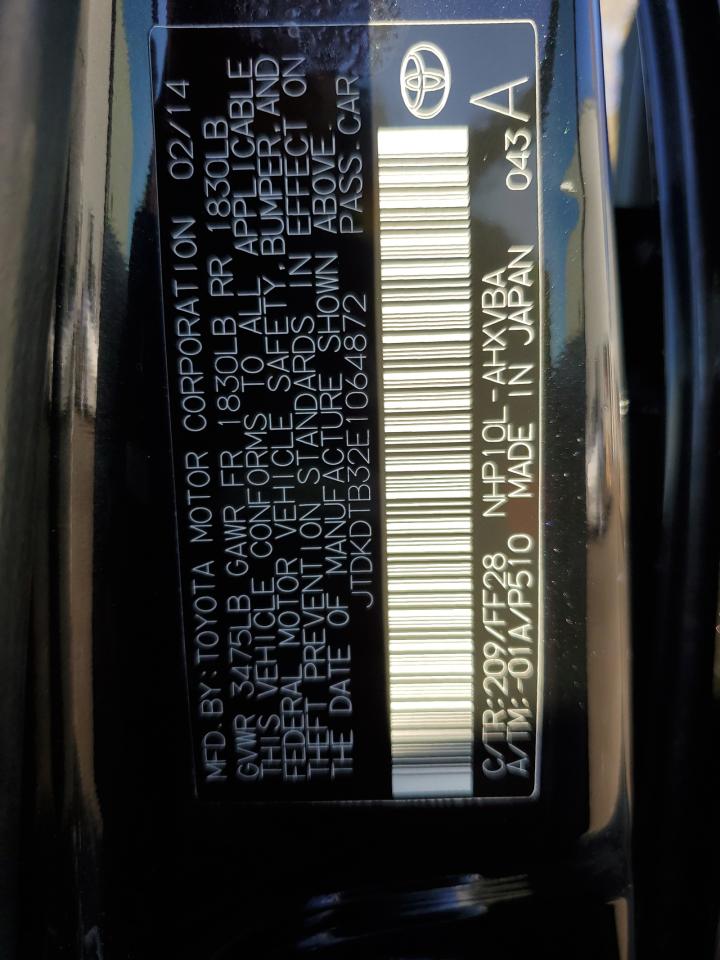 MFD.BY:TOYOTA MOTOR CORPORATION 02/14
GVWR 3475LB GAWR FR 1830LB RR 1830LB
THIS VEHICLE CONFORMS TO ALL APPLICABLE
FEDERAL MOTOR VEHICLE SAFETY,BUMPER,AND
THEFT PREVENTION STANDARDS IN EFFECT ON
THE DATE OF MANUFACTURE SHOWN ABOVE.
JTDKDTB32E1064872 PASS.CAR
C/TR:209/FF28 NHP10L-AHXVBA 043 A
A/TM:-01A/P510 MADE IN JAPAN